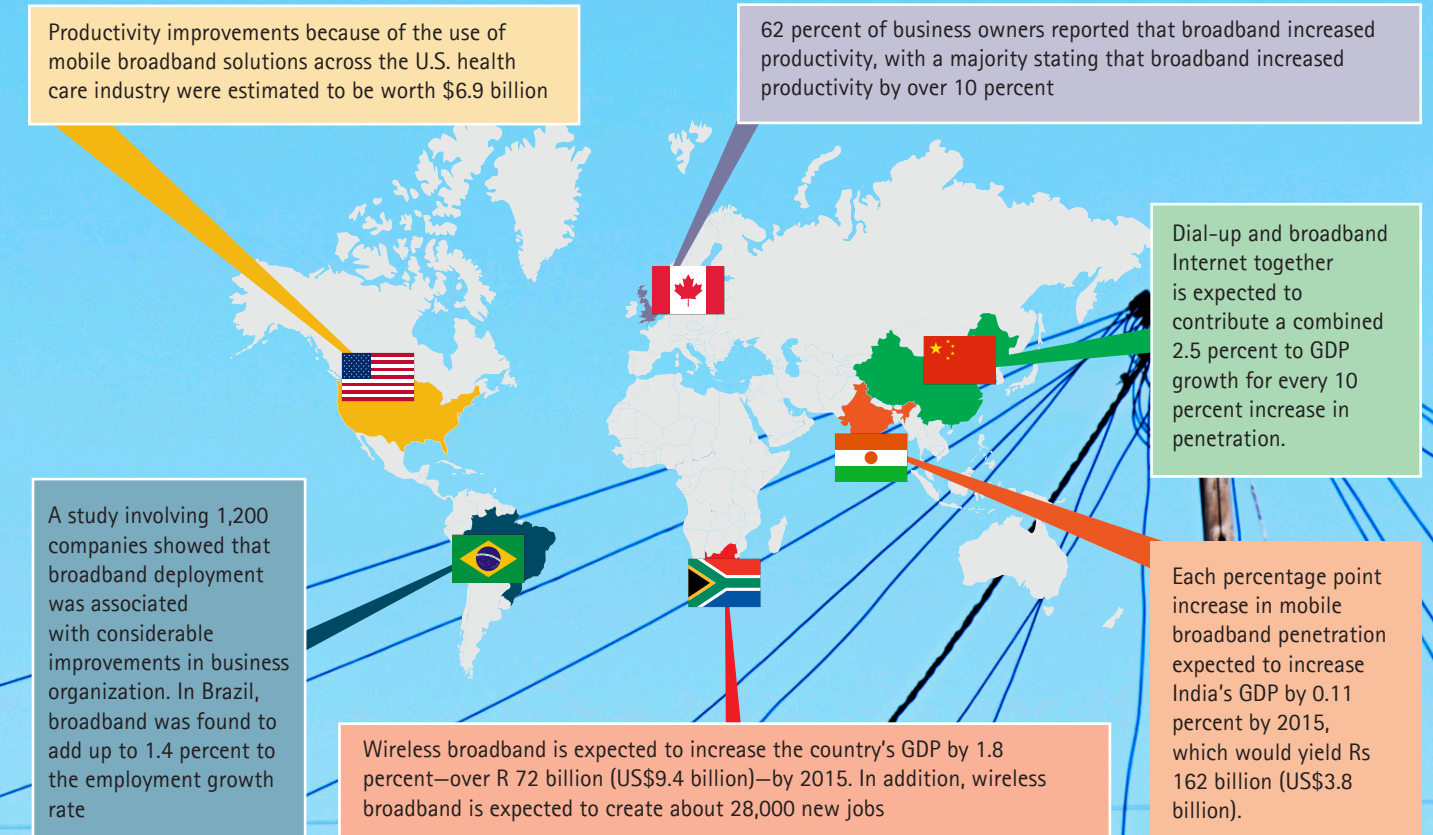 Productivity improvements because of the use of
mobile broadband solutions across the U.S. health
care industry were estimated to be worth $6.9 billion
62 percent of business owners reported that broadband increased
productivity, with a majority stating that broadband increased
productivity by over 10 percent
Dial-up and broadband
Internet together
is expected to
contribute a combined
2.5 percent to GDP
growth for every 10
percent increase in
penetration.
A study involving 1,200
companies showed that
broadband deployment
was associated
with considerable
improvements in business
organization. In Brazil,
broadband was found to
add up to 1.4 percent to
the employment growth
rate
Wireless broadband is expected to increase the country's GDP by 1.8
percent—over R 72 billion (US$9.4 billion)—by 2015. In addition, wireless
broadband is expected to create about 28,000 new jobs
Each percentage point
increase in mobile
broadband penetration
expected to increase
India's GDP by 0.11
percent by 2015,
which would yield Rs
162 billion (US$3.8
billion).